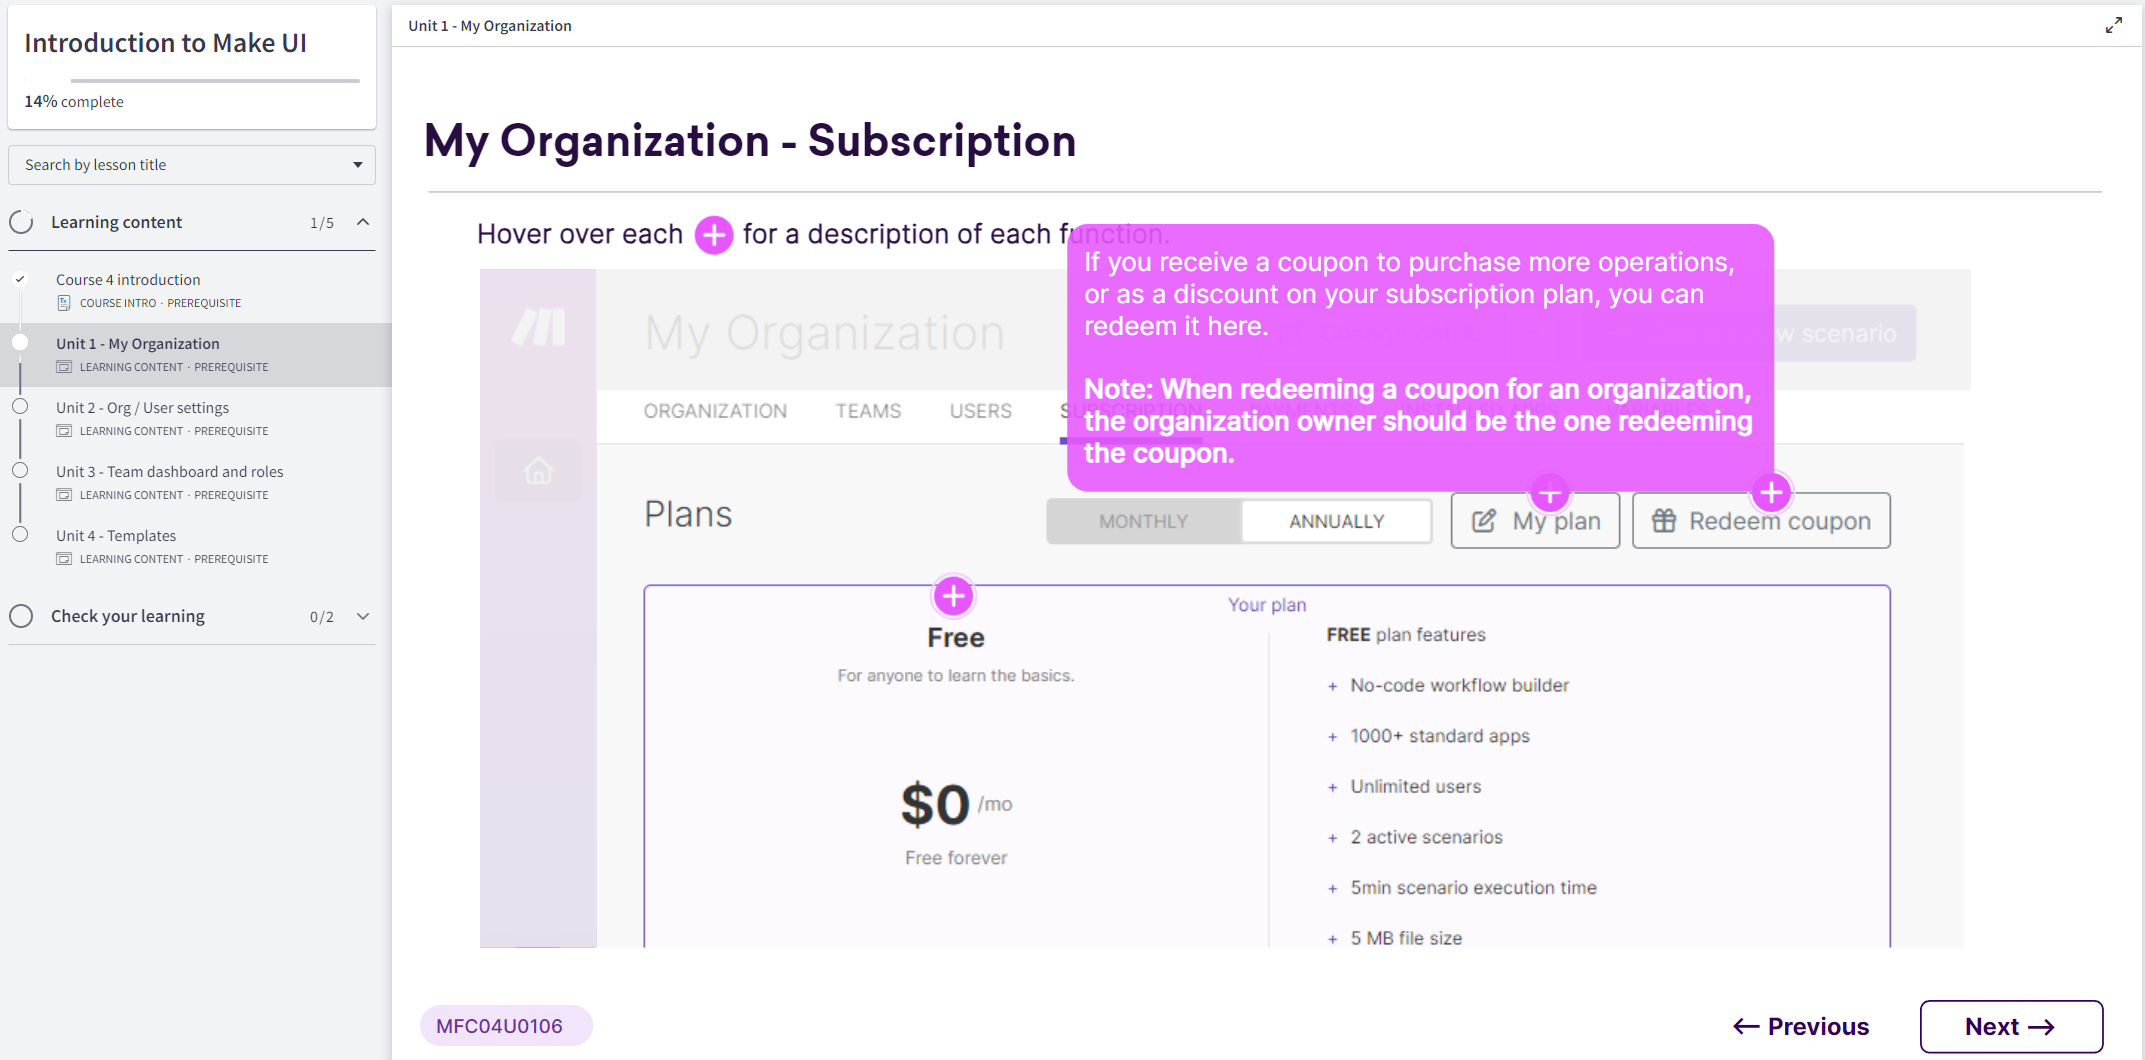 Introduction to Make UI
14% complete
Search by lesson title
Learning content 1/5
Course 4 introduction
COURSE INTRO · PREREQUISITE
Unit 1 - My Organization
LEARNING CONTENT · PREREQUISITE
Unit 2 - Org / User settings
LEARNING CONTENT · PREREQUISITE
Unit 3 - Team dashboard and roles
LEARNING CONTENT · PREREQUISITE
Unit 4 - Templates
LEARNING CONTENT · PREREQUISITE
Check your learning 0/2
Unit 1 - My Organization
My Organization - Subscription
Hover over each + for a description of each function.
If you receive a coupon to purchase more operations,
or as a discount on your subscription plan, you can
redeem it here.
Note: When redeeming a coupon for an organization,
the organization owner should be the one redeeming
the coupon.
My Organization
scenario
ORGANIZATION TEAMS USERS SUBSCRIPTION PAYMENTS
Plans
MONTHLY ANNUALLY
My plan
Redeem coupon
Your plan
Free
For anyone to learn the basics.
$0 /mo
Free forever
FREE plan features
+ No-code workflow builder
+ 1000+ standard apps
+ Unlimited users
+ 2 active scenarios
+ 5min scenario execution time
+ 5 MB file size
MFC04U0106
← Previous
Next →